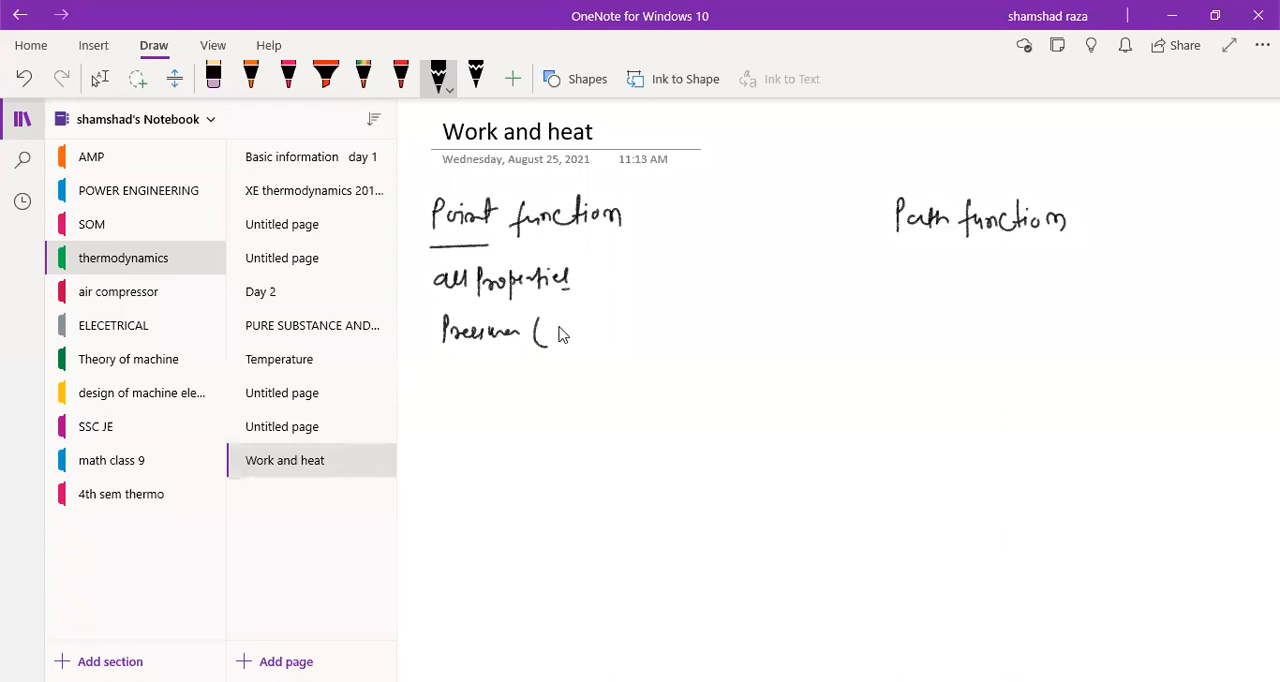 OneNote for Windows 10
shamshad raza
Home Insert Draw View Help
Share
Shapes Ink to Shape Ink to Text
shamshad's Notebook
AMP
POWER ENGINEERING
SOM
thermodynamics
air compressor
ELECETRICAL
Theory of machine
design of machine ele...
SSC JE
math class 9
4th sem thermo
Add section
Basic information day 1
XE thermodynamics 201...
Untitled page
Untitled page
Day 2
PURE SUBSTANCE AND...
Temperature
Untitled page
Untitled page
Work and heat
Add page
Work and heat
Wednesday, August 25, 2021 11:13 AM
Point function
Path function
all Properties
(